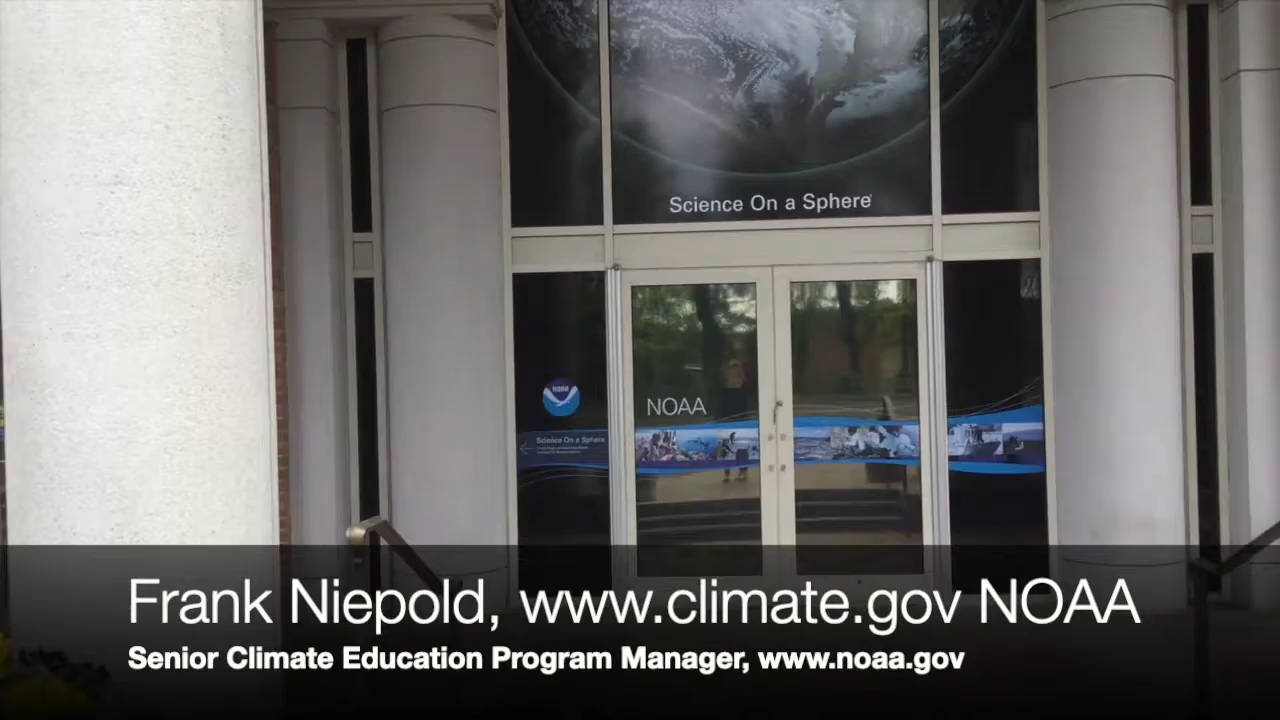 Science On a Sphere
NOAA
NOAA
Science On a Sphere
Frank Niepold, www.climate.gov NOAA
Senior Climate Education Program Manager, www.noaa.gov